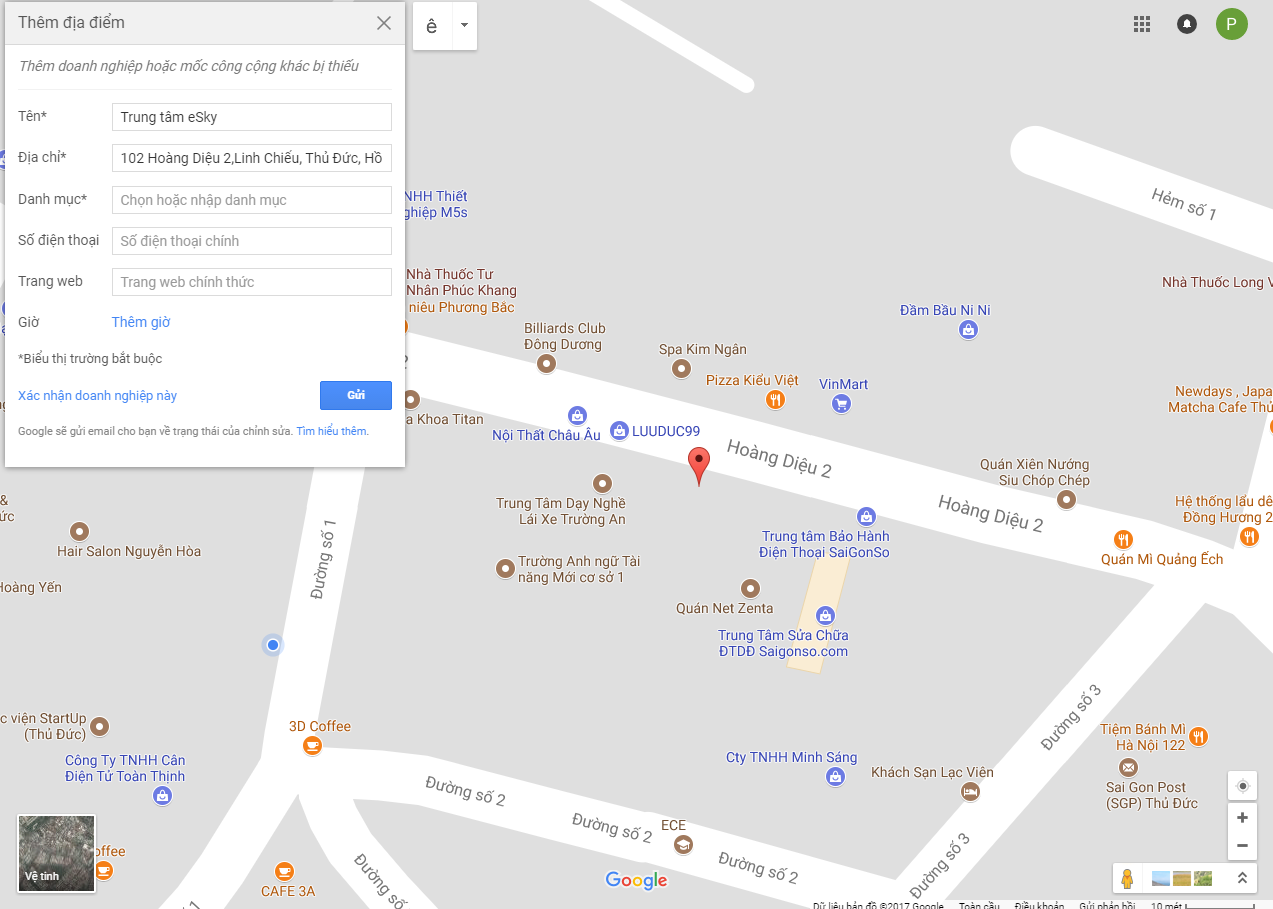 Thêm địa điểm
Thêm doanh nghiệp hoặc mốc công cộng khác bị thiếu
Tên*
Trung tâm eSky
Địa chỉ*
102 Hoàng Diệu 2,Linh Chiểu, Thủ Đức, Hồ
Danh mục*
Chọn hoặc nhập danh mục
Số điện thoại
Số điện thoại chính
Trang web
Trang web chính thức
Giờ
Thêm giờ
*Biểu thị trường bắt buộc
Xác nhận doanh nghiệp này
Gửi
Google sẽ gửi email cho bạn về trạng thái của chỉnh sửa. Tìm hiểu thêm.
ê
P
NHH Thiết
ghiệp M5s
Hẻm số 1
Nhà Thuốc Tư
Nhân Phúc Khang
niêu Phương Bắc
Nhà Thuốc Long V
Đầm Bầu Ni Ni
Billiards Club
Đông Dương
Spa Kim Ngân
Pizza Kiểu Việt
VinMart
Newdays , Japa
Matcha Cafe Thủ
a Khoa Titan
Nội Thất Châu Âu
LUUDUC99
Hoàng Diệu 2
Quán Xiên Nướng
Siu Chóp Chép
Trung Tâm Dạy Nghề
Lái Xe Trường An
Hoàng Diệu 2
Hệ thống lẩu dê
Đồng Hương 2
&
ức
Hair Salon Nguyễn Hòa
Đường số 1
Trung tâm Bảo Hành
Điện Thoại SaiGonSo
Quán Mì Quảng Ếch
Trường Anh ngữ Tài
năng Mới cơ sở 1
Hoàng Yến
Quán Net Zenta
Trung Tâm Sửa Chữa
ĐTDĐ Saigonso.com
Đường số 3
c viện StartUp
(Thủ Đức)
3D Coffee
Tiệm Bánh Mì
Hà Nội 122
Công Ty TNHH Cân
Điện Tử Toàn Thịnh
Cty TNHH Minh Sáng
Khách Sạn Lạc Viên
Sai Gon Post
(SGP) Thủ Đức
Đường số 2
Đường số 2
ECE
Đường số 2
Đường số 3
offee
Vệ tinh
CAFE 3A
Đường số
Google
Dữ liệu bản đồ ©2017 Google
Toàn cầu
Điều khoản
Gửi phản hồi
10 mét